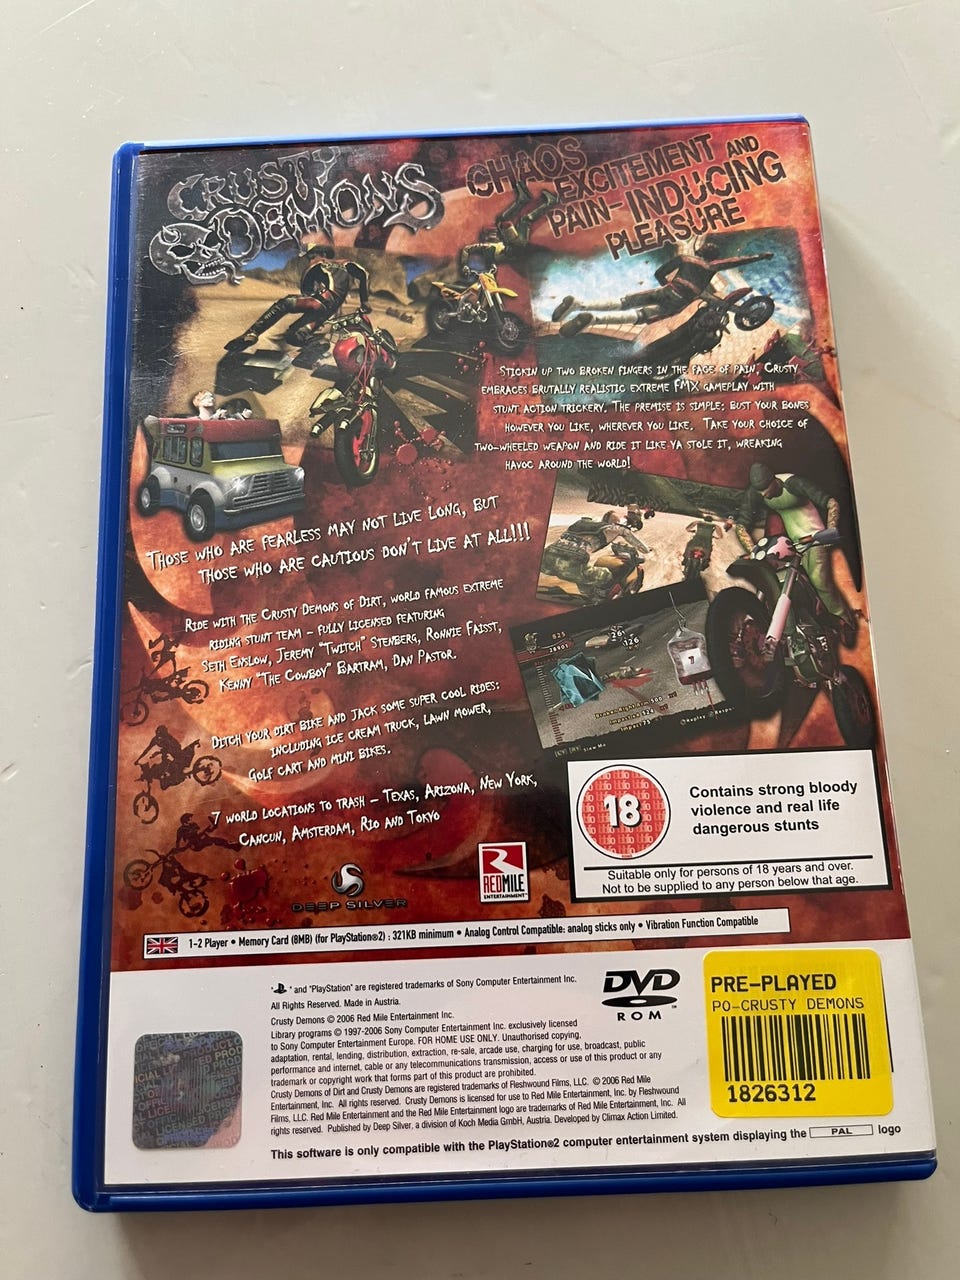 CRUSTY
DEMONS
CHAOS
EXCITEMENT AND
PAIN-INDUCING
PLEASURE
STICKIN UP TWO BROKEN FINGERS IN THE FACE OF PAIN, CRUSTY
EMBRACES BRUTALLY REALISTIC EXTREME FMX GAMEPLAY WITH
STUNT ACTION TRICKERY. THE PREMISE IS SIMPLE: BUST YOUR BONES
HOWEVER YOU LIKE, WHEREVER YOU LIKE. TAKE YOUR CHOICE OF
TWO-WHEELED WEAPON AND RIDE IT LIKE YA STOLE IT, WREAKING
HAVOC AROUND THE WORLD!
THOSE WHO ARE FEARLESS MAY NOT LIVE LONG, BUT
THOSE WHO ARE CAUTIOUS DON'T LIVE AT ALL!!!
RIDE WITH THE CRUSTY DEMONS OF DIRT, WORLD FAMOUS EXTREME
RIDING STUNT TEAM - FULLY LICENSED FEATURING
SETH ENSLOW, JEREMY "TWITCH" STENBERG, RONNIE FAISST,
KENNY "THE COWBOY" BARTRAM, DAN PASTOR.
DITCH YOUR DIRT BIKE AND JACK SOME SUPER COOL RIDES:
INCLUDING ICE CREAM TRUCK, LAWN MOWER,
GOLF CART AND MINI BIKES.
7 WORLD LOCATIONS TO TRASH - TEXAS, ARIZONA, NEW YORK,
CANCUN, AMSTERDAM, RIO AND TOKYO
525
28901
26
126
Broken Right Arm 500
Impaction 524
Impact 75
Replay
Slow Mo
18
Contains strong bloody
violence and real life
dangerous stunts
Suitable only for persons of 18 years and over.
Not to be supplied to any person below that age.
DEEP SILVER
REDMILE
ENTERTAINMENT
1-2 Player • Memory Card (8MB) (for PlayStation®2) : 321KB minimum • Analog Control Compatible: analog sticks only • Vibration Function Compatible
" and "PlayStation" are registered trademarks of Sony Computer Entertainment Inc.
All Rights Reserved. Made in Austria.
Crusty Demons © 2006 Red Mile Entertainment Inc.
Library programs © 1997-2006 Sony Computer Entertainment Inc. exclusively licensed
to Sony Computer Entertainment Europe. FOR HOME USE ONLY. Unauthorised copying,
adaptation, rental, lending, distribution, extraction, re-sale, arcade use, charging for use, broadcast, public
performance and internet, cable or any telecommunications transmission, access or use of this product or any
trademark or copyright work that forms part of this product are prohibited.
Crusty Demons of Dirt and Crusty Demons are registered trademarks of Fleshwound Films, LLC. © 2006 Red Mile
Entertainment, Inc. All rights reserved. Crusty Demons is licensed for use to Red Mile Entertainment, Inc. by Fleshwound
Films, LLC. Red Mile Entertainment and the Red Mile Entertainment logo are trademarks of Red Mile Entertainment, Inc. All
rights reserved. Published by Deep Silver, a division of Koch Media GmbH, Austria. Developed by Climax Action Limited.
This software is only compatible with the PlayStation®2 computer entertainment system displaying the PAL logo
DVD
ROM
PRE-PLAYED
PO-CRUSTY DEMONS
1826312